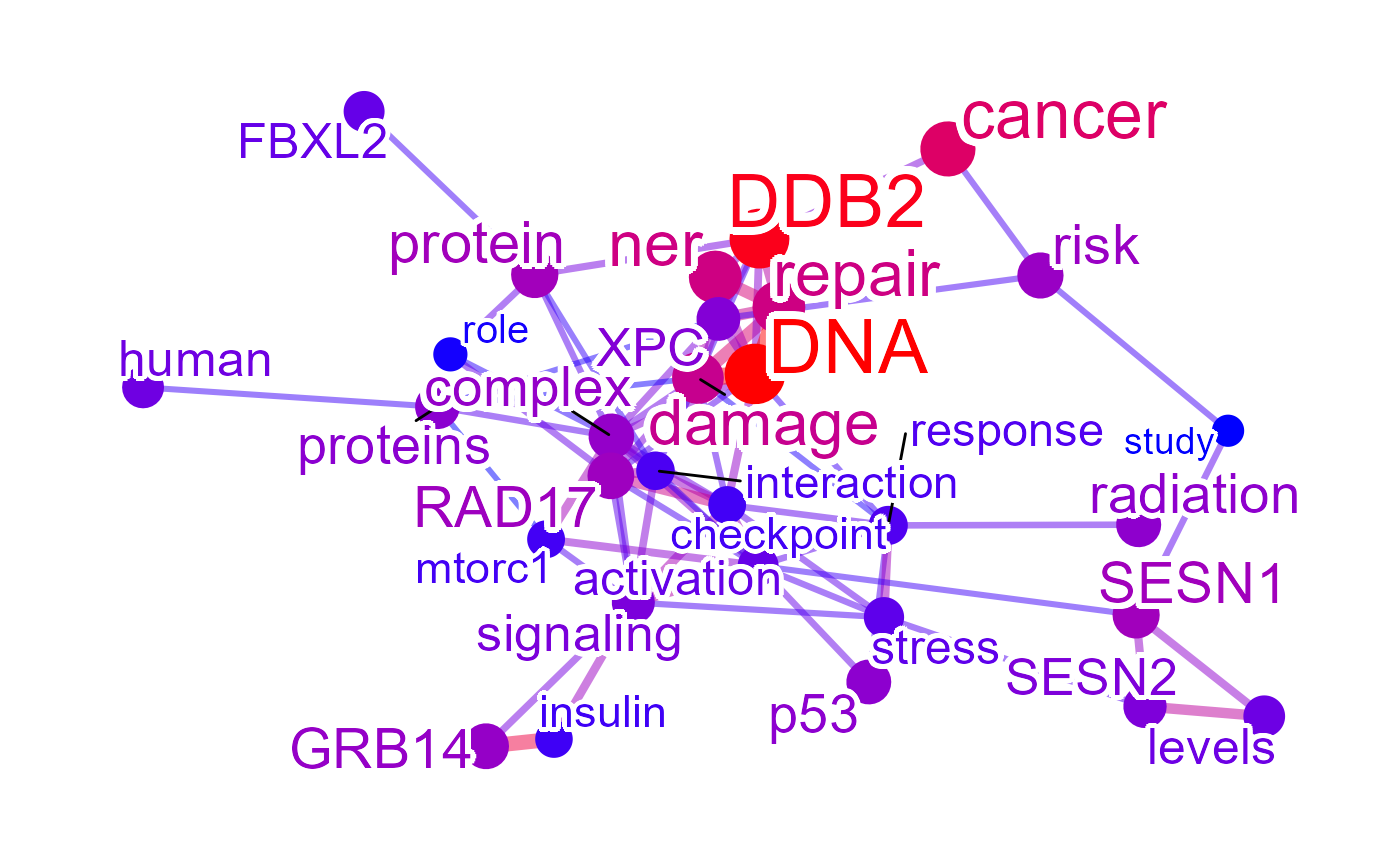 cancer
FBXL2
DDB2
protein
ner
risk
repair
role
XPC
DNA
human
complex
damage
response
study
proteins
interaction
radiation
RAD17
checkpoint
mtorc1
activation
SESN1
signaling
stress
SESN2
insulin
p53
GRB14
levels